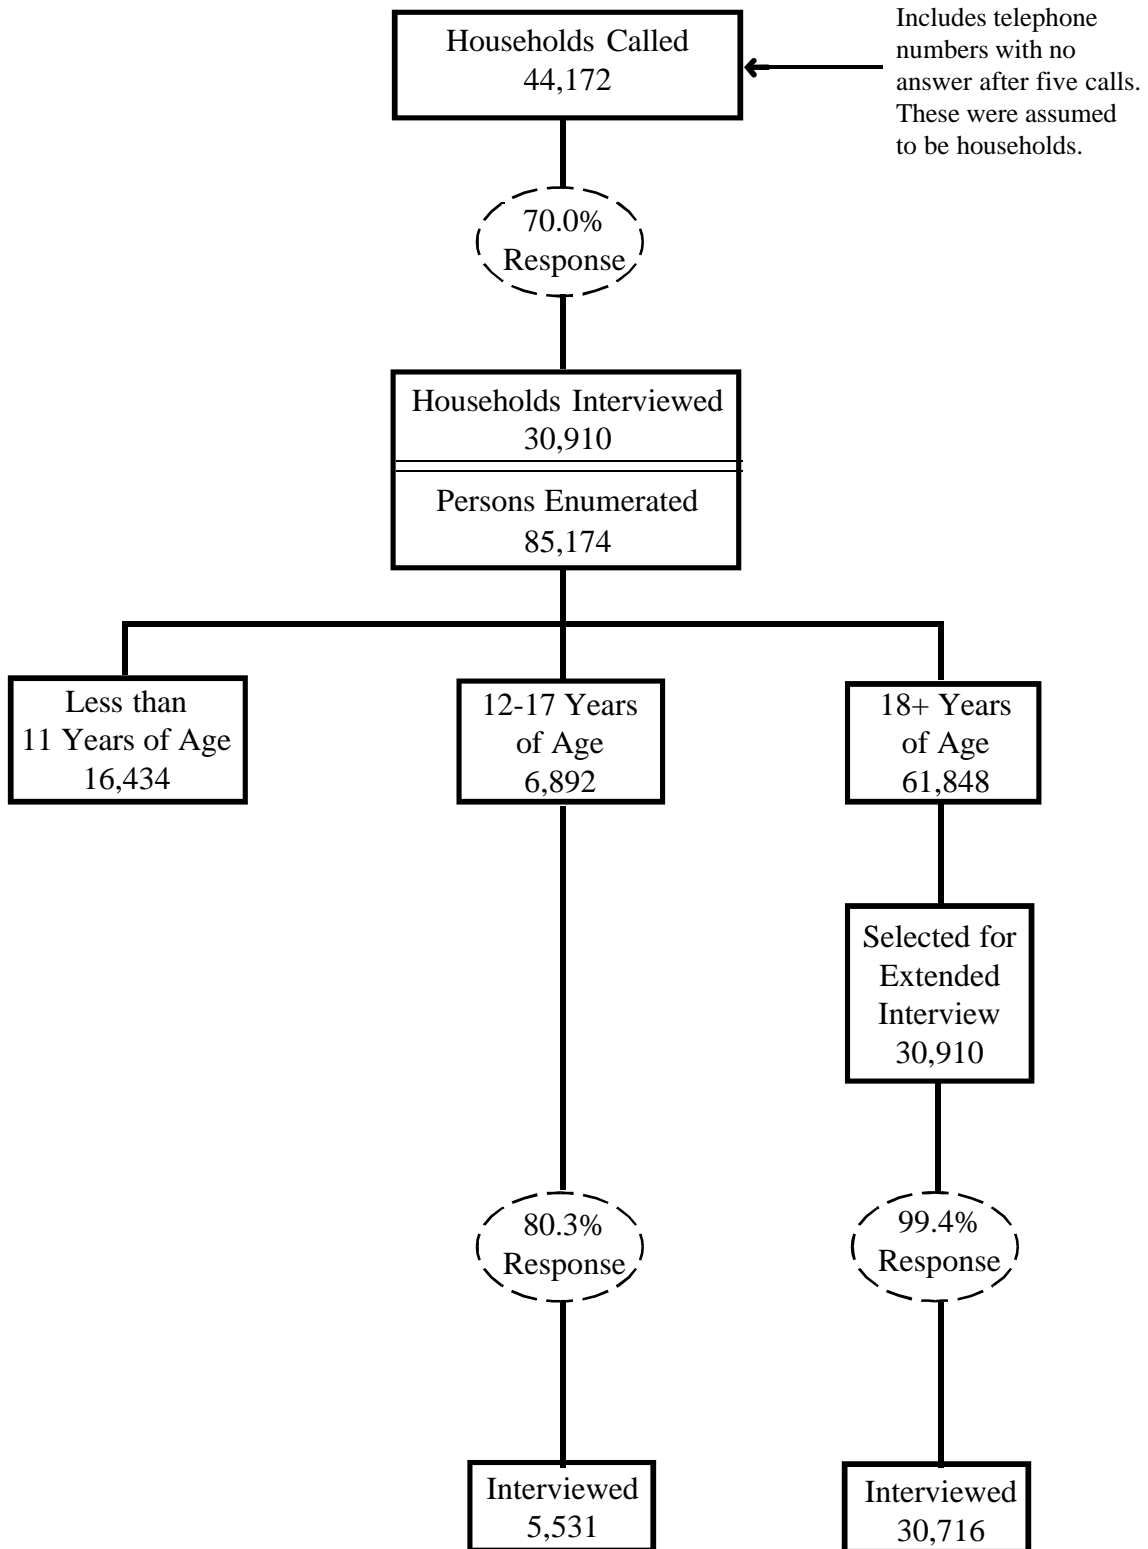 Households Called
44,172
Includes telephone
numbers with no
answer after five calls.
These were assumed
to be households.
70.0%
Response
Households Interviewed
30,910
Persons Enumerated
85,174
Less than
11 Years of Age
16,434
12-17 Years
of Age
6,892
18+ Years
of Age
61,848
Selected for
Extended
Interview
30,910
80.3%
Response
99.4%
Response
Interviewed
5,531
Interviewed
30,716